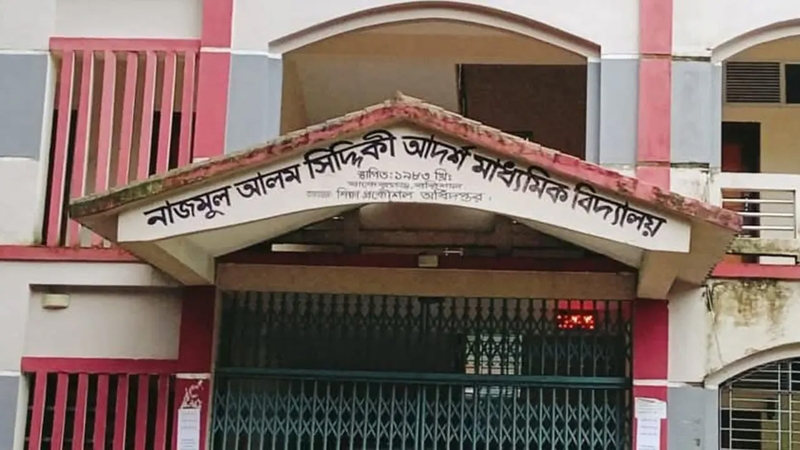 নাজমুল আলম সিদ্দিকী আদর্শ মাধ্যমিক বিদ্যালয়
স্থাপিত:১৯৮৩ খ্রিঃ
শিক্ষা প্রকৌশল অধিদপ্তর।